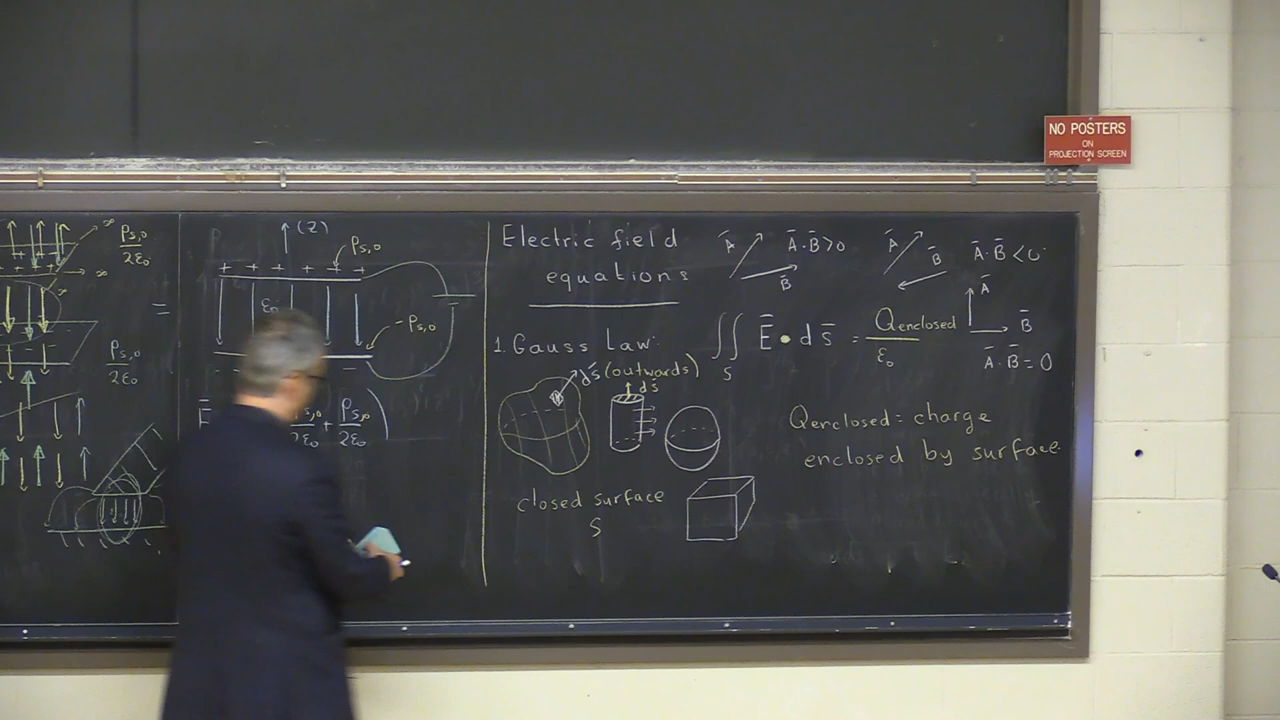 NO POSTERS
ON
PROJECTION SCREEN
∞
ρs,o
2ε₀
∞
ρs,o
2ε₀
=
(z)
ρs,o
+ + + + + +
ε₀
-ρs,o
ρs,o/2ε₀ + ρs,o/2ε₀ )
Electric field
equations
Ā
Ā·B̄>0
B̄
Ā
B̄
Ā·B̄<0
Ā
B̄
Ā·B̄=0
1. Gauss Law:
∬ Ē • ds̄ = Qenclosed
S
ε₀
ds̄ (outwards)
ds̄
closed surface
S
Qenclosed = charge
enclosed by surface.